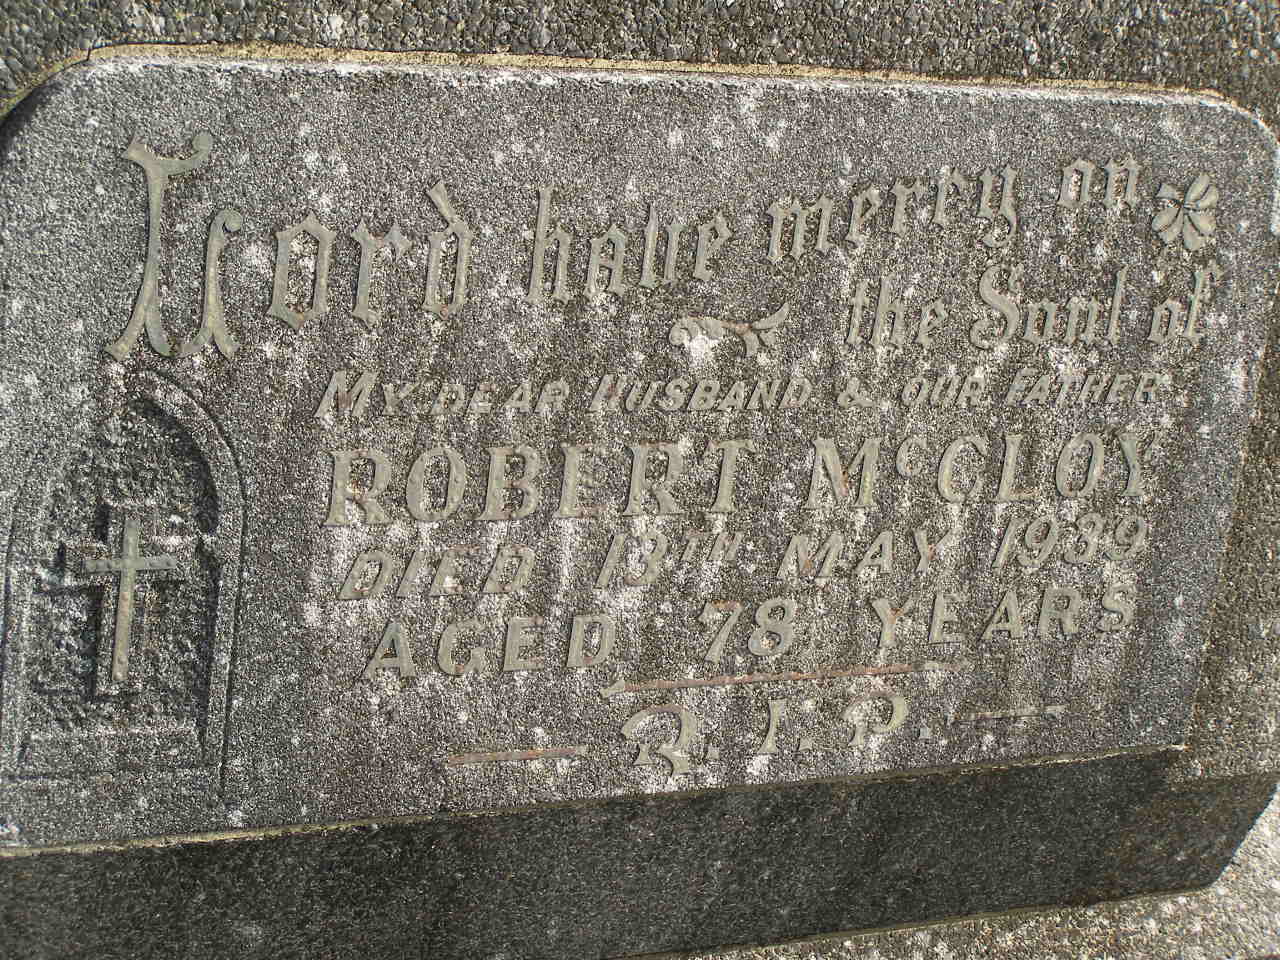 Lord have mercy on
the Soul of
MY DEAR HUSBAND & OUR FATHER
ROBERT McCLOY
DIED 13TH MAY 1939
AGED 78 YEARS
R.I.P.